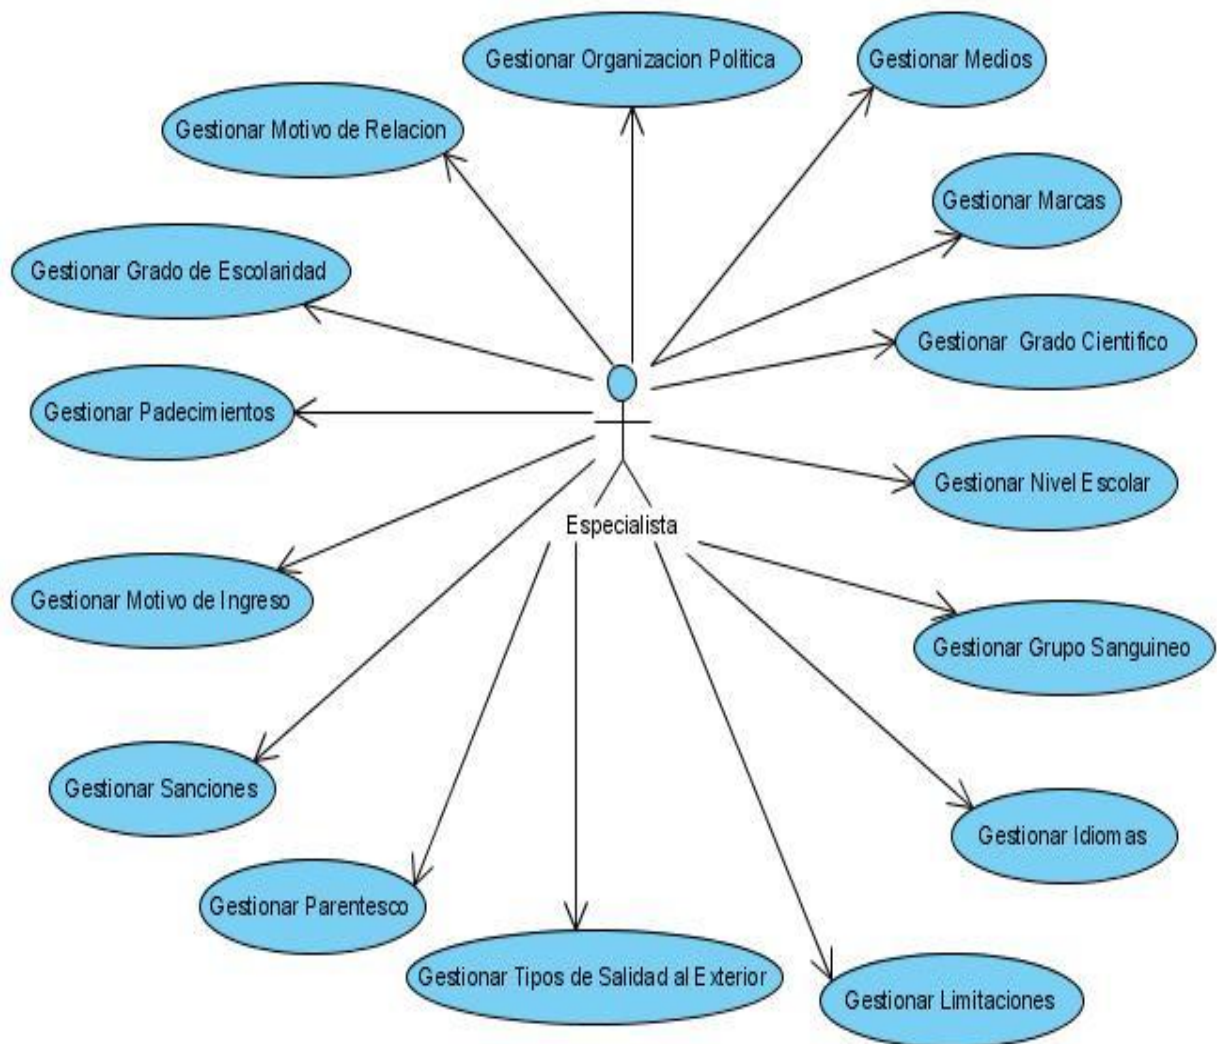 Gestionar Organizacion Politica
Gestionar Medios
Gestionar Motivo de Relacion
Gestionar Marcas
Gestionar Grado de Escolaridad
Gestionar Grado Cientifico
Gestionar Padecimientos
Gestionar Nivel Escolar
Especialista
Gestionar Motivo de Ingreso
Gestionar Grupo Sanguineo
Gestionar Sanciones
Gestionar Idiomas
Gestionar Parentesco
Gestionar Tipos de Salidad al Exterior
Gestionar Limitaciones